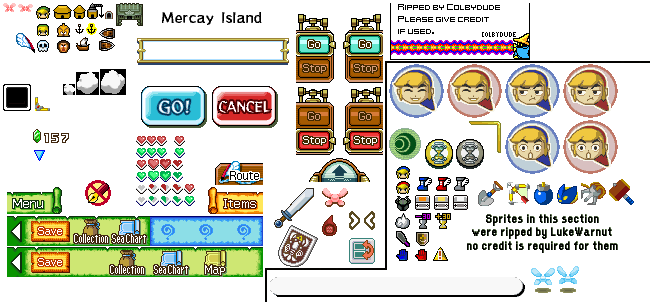 Mercay Island
Ripped by Colbydude
Please give credit
if used.
COLBYDUDE
Go
Stop
Go
Stop
Go
Stop
Go
Stop
GO!
CANCEL
157
Route
Menu
Items
Save
Collection
Sea Chart
Save
Collection
Sea Chart
Map
Sprites in this section
were ripped by LukeWarnut
no credit is required for them